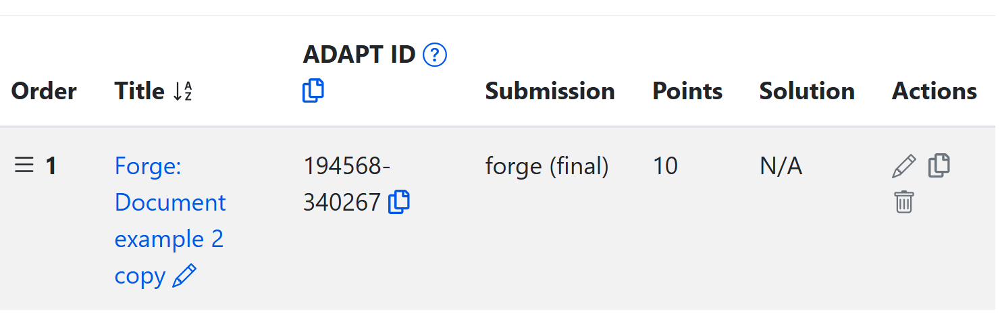 ADAPT ID
Order Title Submission Points Solution Actions
1 Forge: 194568- forge (final) 10 N/A
Document 340267
example 2
copy